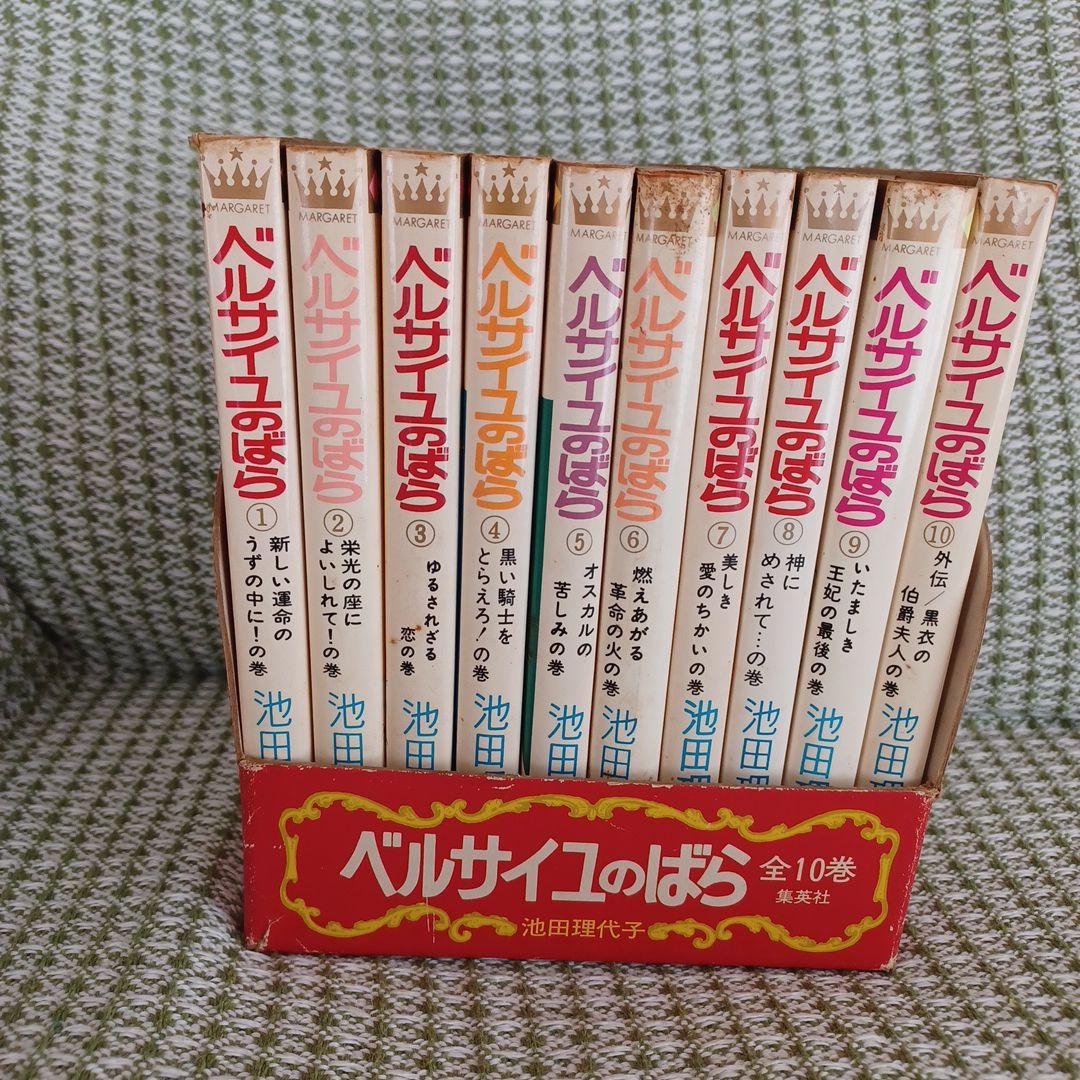 MARGARET
ベルサイユのばら
①
新しい運命の
うずの中に!の巻
池田
MARGARET
ベルサイユのばら
②
栄光の座に
よいしれて!の巻
池田
MARGARET
ベルサイユのばら
③
ゆるされざる
恋の巻
池田
MARGARET
ベルサイユのばら
④
黒い騎士を
とらえろ!の巻
池田
MARGARET
ベルサイユのばら
⑤
オスカルの
苦しみの巻
池田
MARGARET
ベルサイユのばら
⑥
燃えあがる
革命の火の巻
池田
MARGARET
ベルサイユのばら
⑦
美しき
愛のちかいの巻
池田理
MARGARET
ベルサイユのばら
⑧
神に
めされて…の巻
池田理
MARGARET
ベルサイユのばら
⑨
いたましき
王妃の最後の巻
池田理
MARGARET
ベルサイユのばら
⑩
外伝/黒衣の
伯爵夫人の巻
池田理
ベルサイユのばら 全10巻
集英社
池田理代子